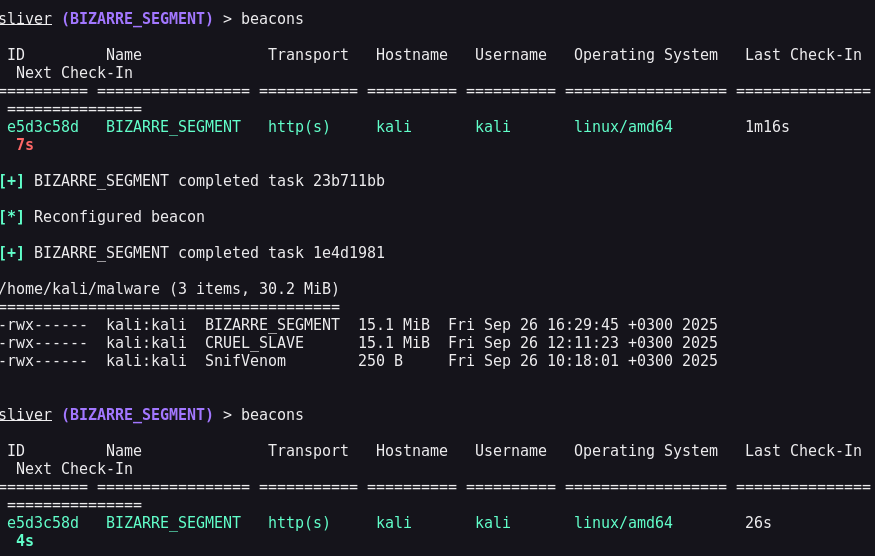 sliver (BIZARRE_SEGMENT) > beacons
ID         Name                Transport     Hostname     Username     Operating System     Last Check-In
Next Check-In
========== ================= =========== ========== ========== ================== ===============
===============
e5d3c58d   BIZARRE_SEGMENT   http(s)     kali       kali       linux/amd64        1m16s
7s
[+] BIZARRE_SEGMENT completed task 23b711bb
[*] Reconfigured beacon
[+] BIZARRE_SEGMENT completed task 1e4d1981
/home/kali/malware (3 items, 30.2 MiB)
======================================
-rwx------  kali:kali  BIZARRE_SEGMENT  15.1 MiB  Fri Sep 26 16:29:45 +0300 2025
-rwx------  kali:kali  CRUEL_SLAVE      15.1 MiB  Fri Sep 26 12:11:23 +0300 2025
-rwx------  kali:kali  SnifVenom        250 B     Fri Sep 26 10:18:01 +0300 2025
sliver (BIZARRE_SEGMENT) > beacons
ID         Name                Transport     Hostname     Username     Operating System     Last Check-In
Next Check-In
========== ================= =========== ========== ========== ================== ===============
===============
e5d3c58d   BIZARRE_SEGMENT   http(s)     kali       kali       linux/amd64        26s
4s